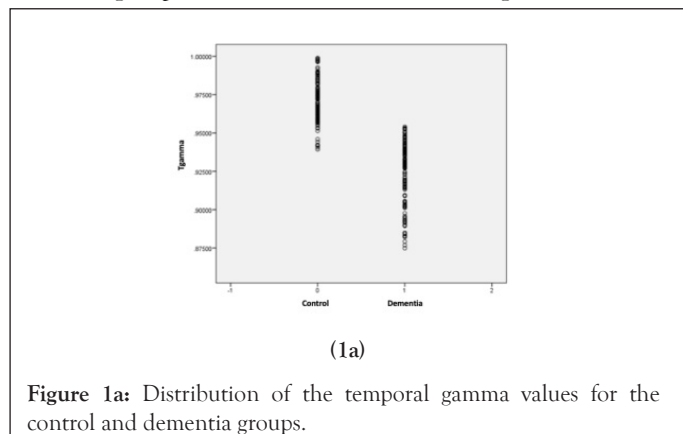 1.00000
.97500
.95000
.92500
.90000
.87500
Tgamma
-1
0
1
2
Control
Dementia
(1a)
Figure 1a: Distribution of the temporal gamma values for the
control and dementia groups.